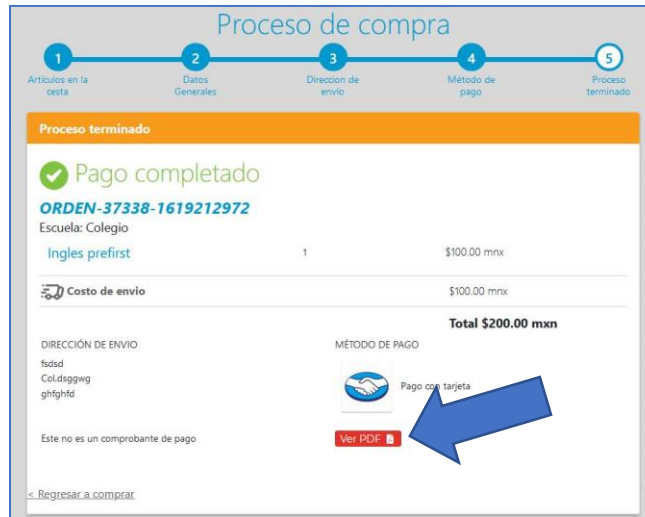 Proceso de compra
1 2 3 4 5
Artículos en la cesta
Datos Generales
Direccion de envío
Método de pago
Proceso terminado
Proceso terminado
Pago completado
ORDEN-37338-1619212972
Escuela: Colegio
Ingles prefirst 1 $100.00 mnx
Costo de envio $100.00 mnx
Total $200.00 mxn
DIRECCIÓN DE ENVIO
MÉTODO DE PAGO
fsdsd
Col.dsggwg
ghfghfd
Pago con tarjeta
Este no es un comprobante de pago
Ver PDF
< Regresar a comprar